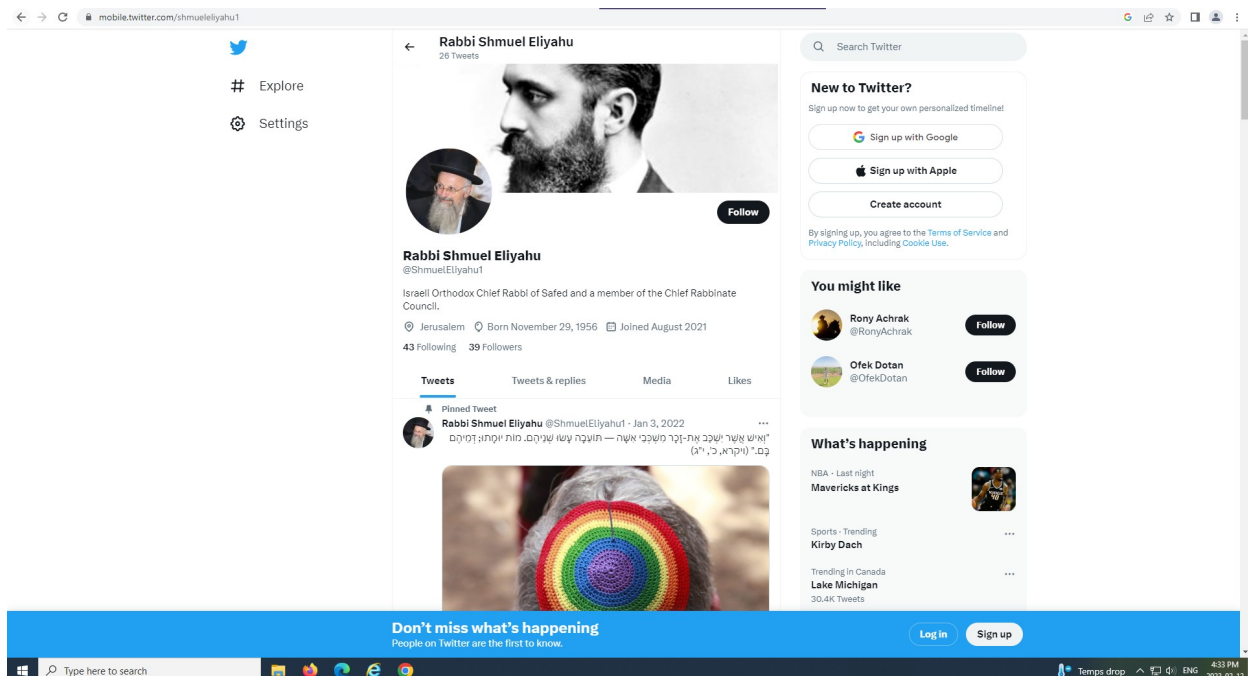 mobile.twitter.com/shmueleliyahu1
Explore
Settings
Rabbi Shmuel Eliyahu
26 Tweets
Follow
Rabbi Shmuel Eliyahu
@ShmuelEliyahu1
Israeli Orthodox Chief Rabbi of Safed and a member of the Chief Rabbinate
Council.
Jerusalem Born November 29, 1956 Joined August 2021
43 Following 39 Followers
Tweets Tweets & replies Media Likes
Pinned Tweet
Rabbi Shmuel Eliyahu @ShmuelEliyahu1 · Jan 3, 2022
"וְאִישׁ אֲשֶׁר יִשְׁכַּב אֶת-זָכָר מִשְׁכְּבֵי אִשָּׁה — תּוֹעֵבָה עָשׂוּ שְׁנֵיהֶם. מוֹת יוּמָתוּ; דְּמֵיהֶם
בָּם." (ויקרא, כ', י"ג)
Search Twitter
New to Twitter?
Sign up now to get your own personalized timeline!
Sign up with Google
Sign up with Apple
Create account
By signing up, you agree to the Terms of Service and
Privacy Policy, including Cookie Use.
You might like
Rony Achrak
@RonyAchrak
Follow
Ofek Dotan
@OfekDotan
Follow
What's happening
NBA · Last night
Mavericks at Kings
Sports · Trending
Kirby Dach
Trending in Canada
Lake Michigan
30.4K Tweets
Don't miss what's happening
People on Twitter are the first to know.
Log in
Sign up
Type here to search
Temps drop
ENG
4:33 PM
2023-02-12